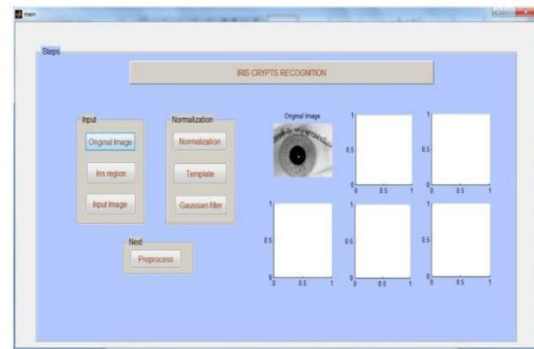 main
Steps
IRIS CRYPTS RECOGNITION
Input
Original Image
Iris region
Input Image
Normalization
Normalization
Template
Gaussian filter
Next
Preprocess
Original Image
1
0.5
0
0 0.5 1
1
0.5
0
0 0.5 1
1
0.5
0
0 0.5 1
1
0.5
0
0 0.5 1
1
0.5
0
0 0.5 1